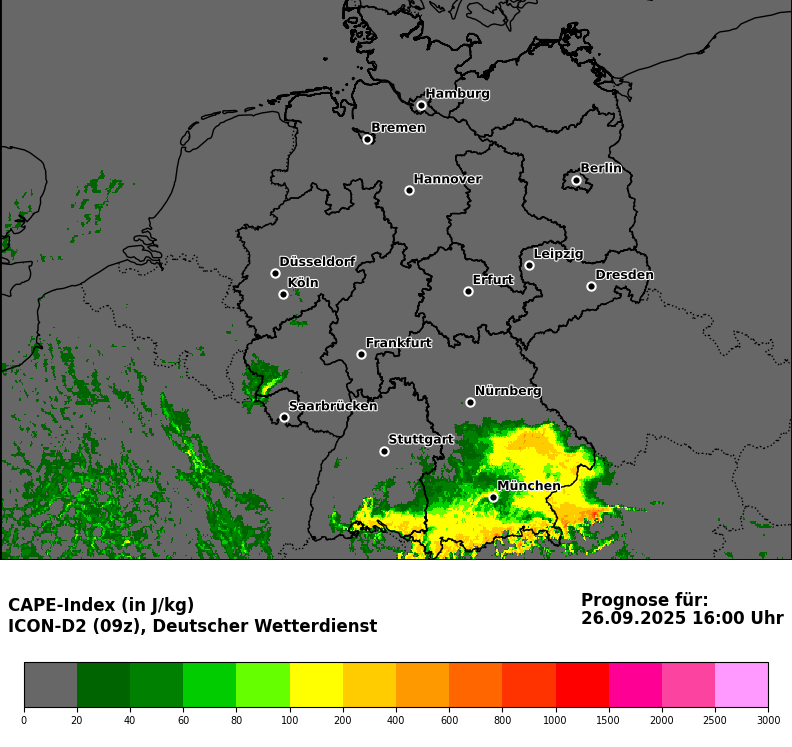 Hamburg
Bremen
Berlin
Hannover
Leipzig
Düsseldorf
Dresden
Köln
Erfurt
Frankfurt
Nürnberg
Saarbrücken
Stuttgart
München
CAPE-Index (in J/kg)
ICON-D2 (09z), Deutscher Wetterdienst
Prognose für:
26.09.2025 16:00 Uhr
0 20 40 60 80 100 200 400 600 800 1000 1500 2000 2500 3000